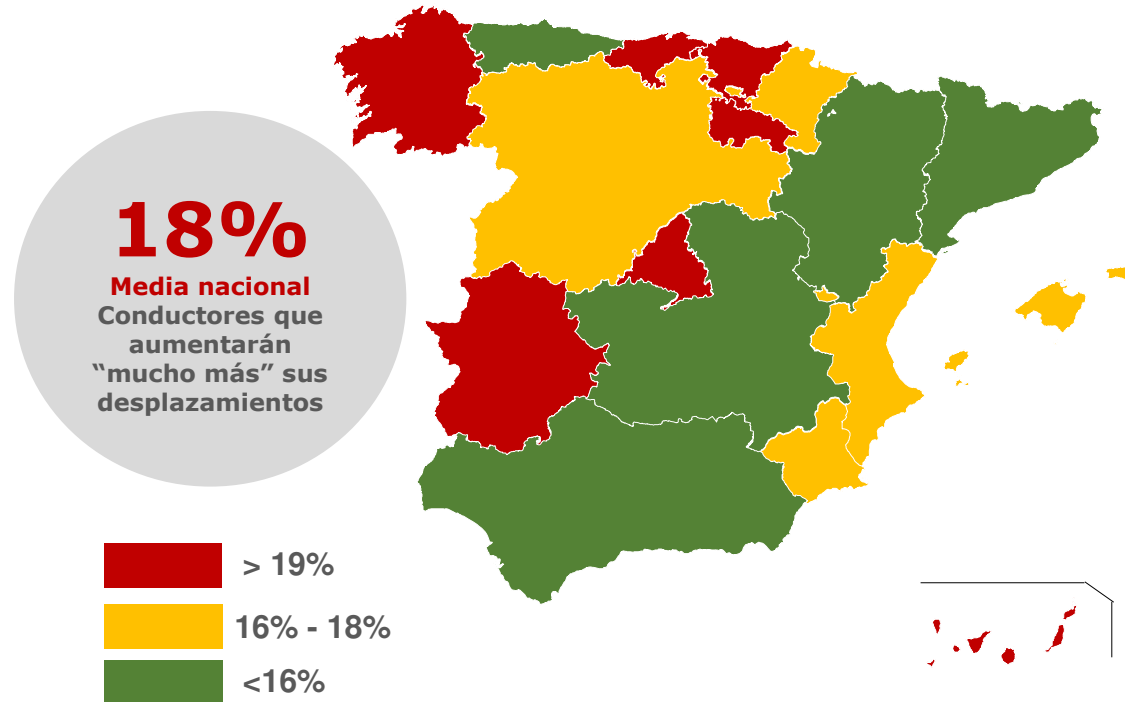 18%
Media nacional
Conductores que
aumentarán
“mucho más” sus
desplazamientos
> 19%
16% - 18%
<16%